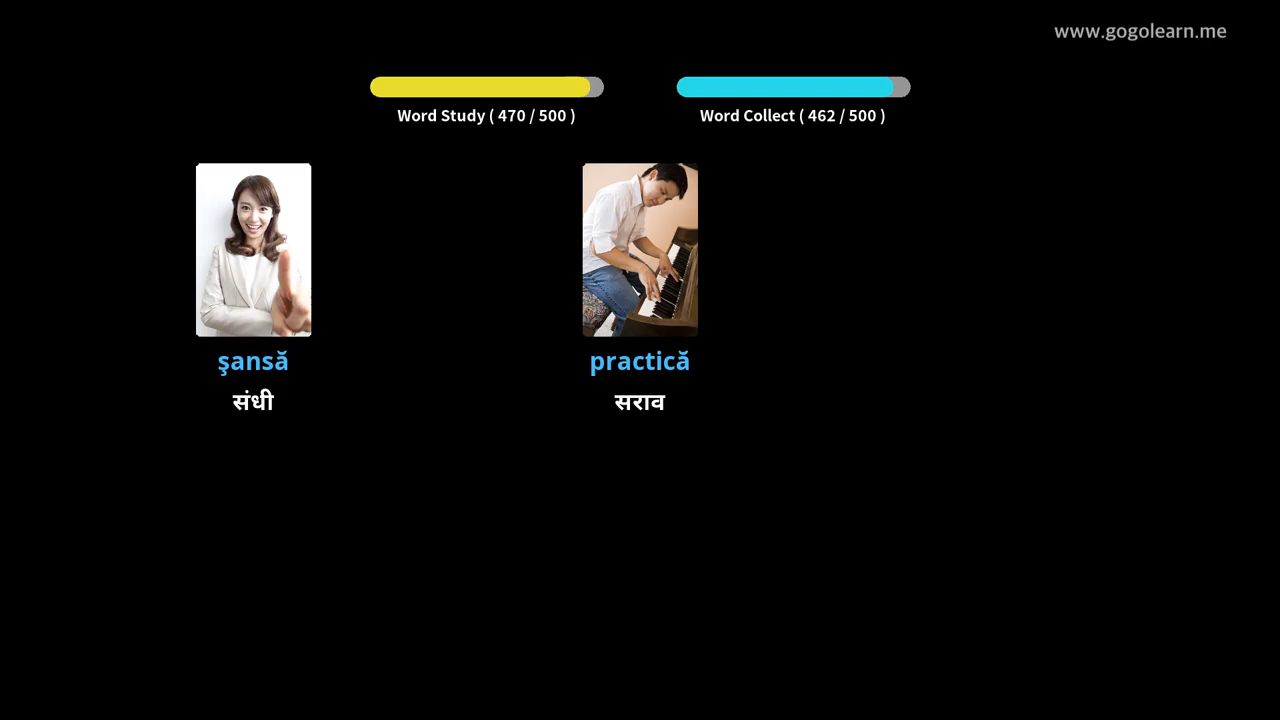 www.gogolearn.me
Word Study ( 470 / 500 )
Word Collect ( 462 / 500 )
şansă
practică
संधी
सराव